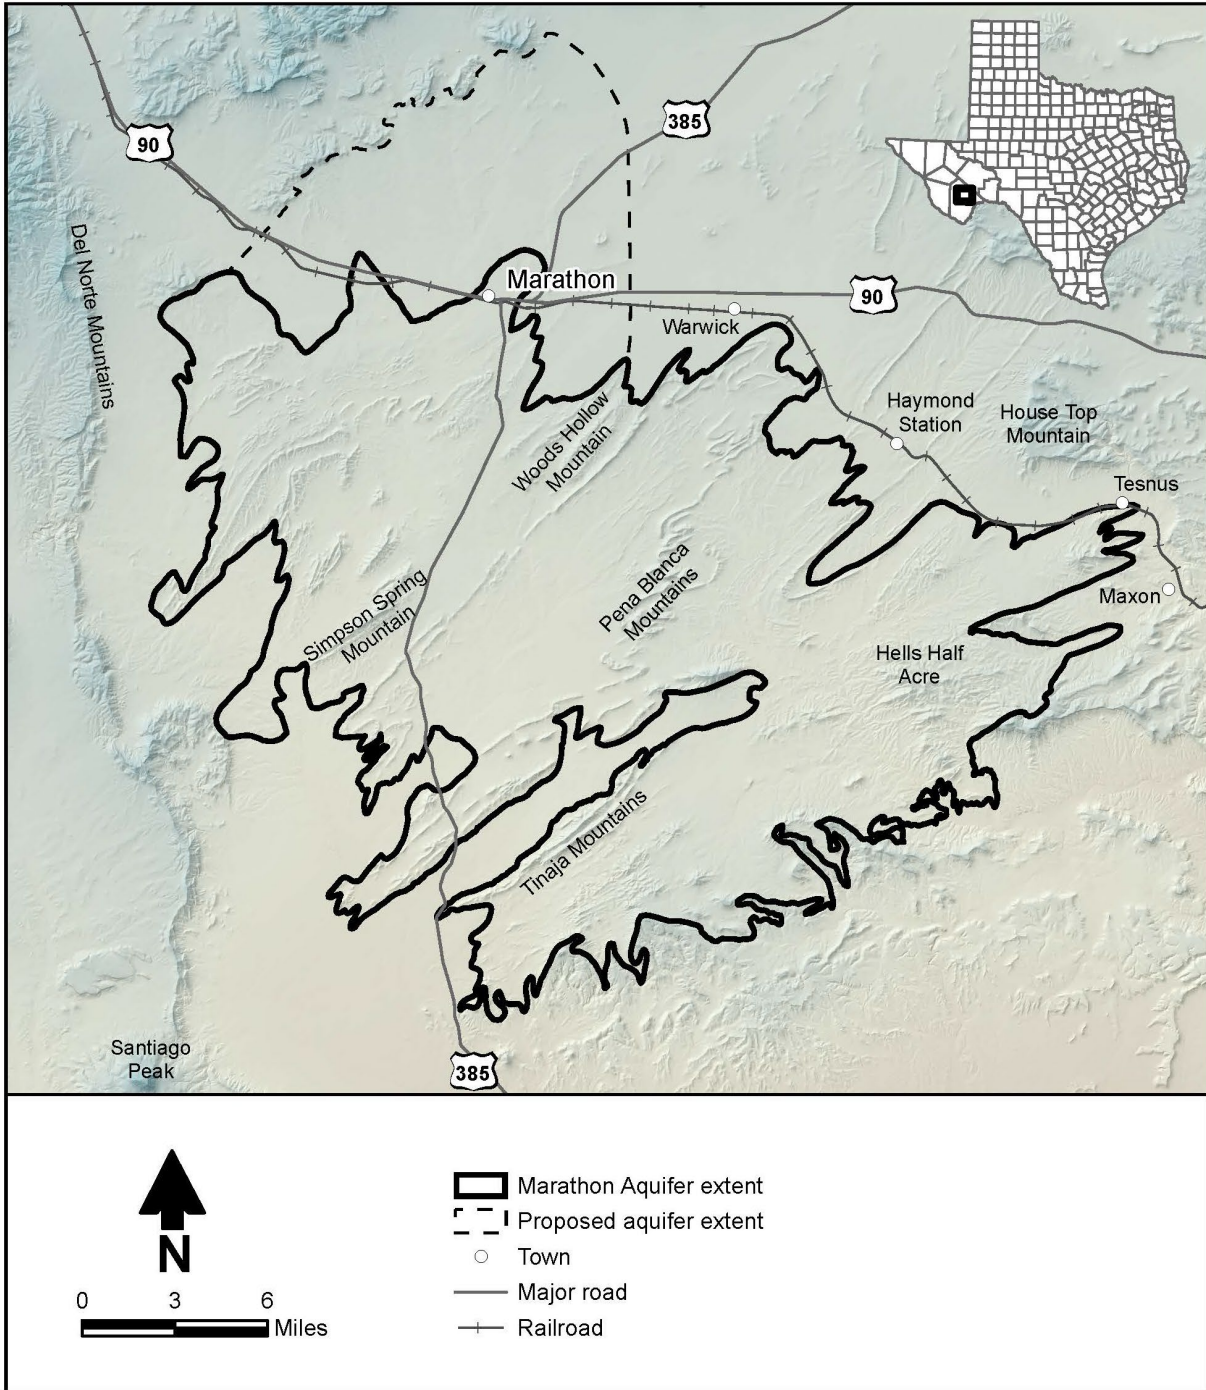 385
90
Del Norte Mountains
Marathon
90
Warwick
Haymond
Station
House Top
Mountain
Woods Hollow
Mountain
Tesnus
Pena Blanca
Mountains
Maxon
Simpson Spring
Mountain
Hells Half
Acre
Tinaja Mountains
Santiago
Peak
385
N
0 3 6
Miles
Marathon Aquifer extent
Proposed aquifer extent
Town
Major road
Railroad